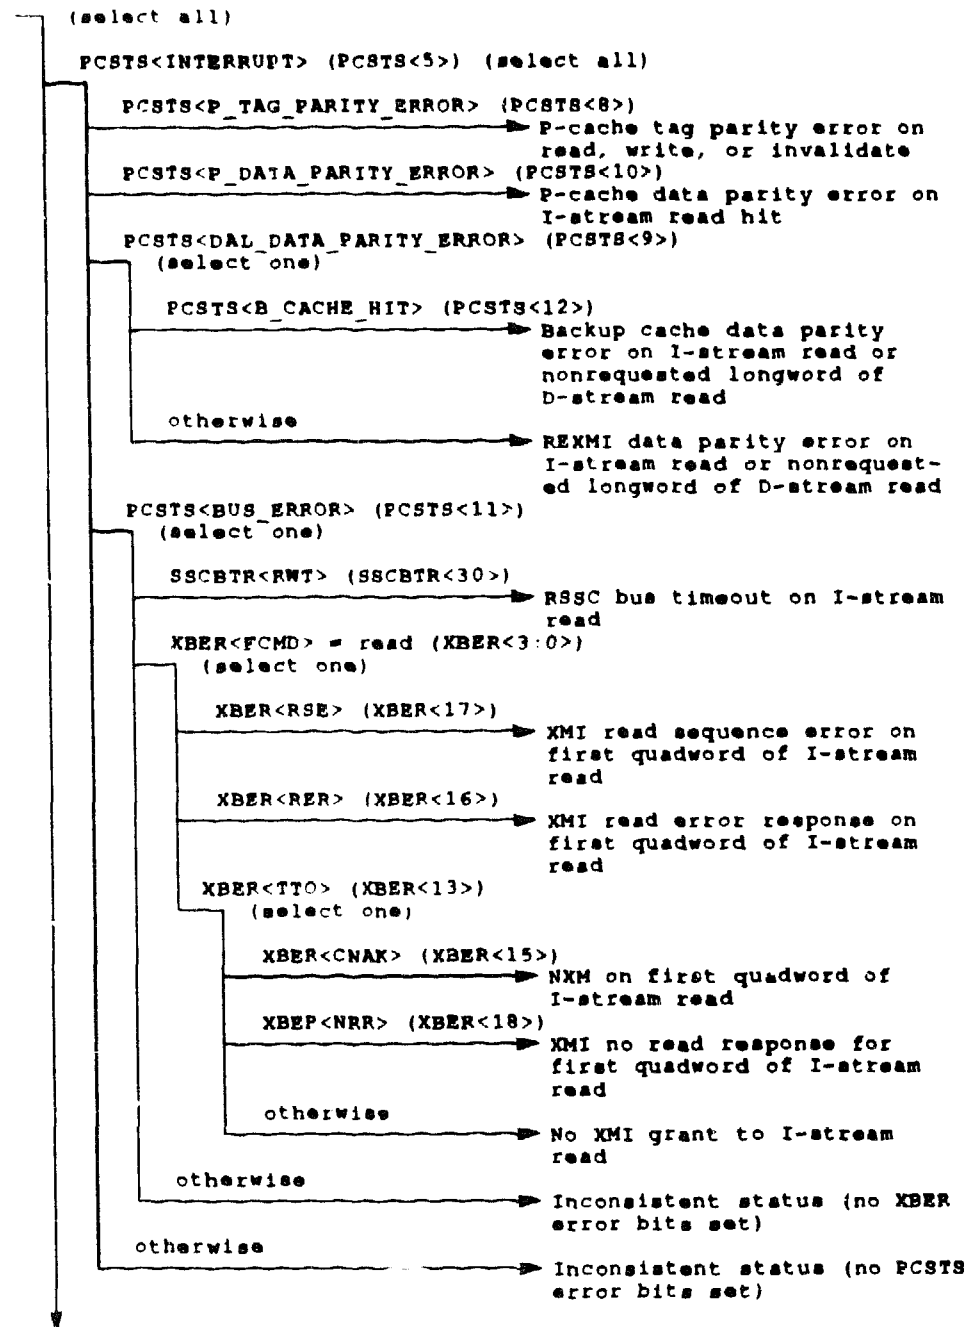 (select all)
PCSTS<INTERRUPT> (PCSTS<5>) (select all)
PCSTS<P_TAG_PARITY_ERROR> (PCSTS<8>)
P-cache tag parity error on
read, write, or invalidate
PCSTS<P_DATA_PARITY_ERROR> (PCSTS<10>)
P-cache data parity error on
I-stream read hit
PCSTS<DAL_DATA_PARITY_ERROR> (PCSTS<9>)
(select one)
PCSTS<B_CACHE_HIT> (PCSTS<12>)
Backup cache data parity
error on I-stream read or
nonrequested longword of
D-stream read
otherwise
REXMI data parity error on
I-stream read or nonrequest-
ed longword of D-stream read
PCSTS<BUS_ERROR> (PCSTS<11>)
(select one)
SSCBTR<RWT> (SSCBTR<30>)
RSSC bus timeout on I-stream
read
XBER<FCMD> = read (XBER<3:0>)
(select one)
XBER<RSE> (XBER<17>)
XMI read sequence error on
first quadword of I-stream
read
XBER<RER> (XBER<16>)
XMI read error response on
first quadword of I-stream
read
XBER<TTO> (XBER<13>)
(select one)
XBER<CNAK> (XBER<15>)
NXM on first quadword of
I-stream read
XBER<NRR> (XBER<18>)
XMI no read response for
first quadword of I-stream
read
otherwise
No XMI grant to I-stream
read
otherwise
Inconsistent status (no XBER
error bits set)
otherwise
Inconsistent status (no PCSTS
error bits set)